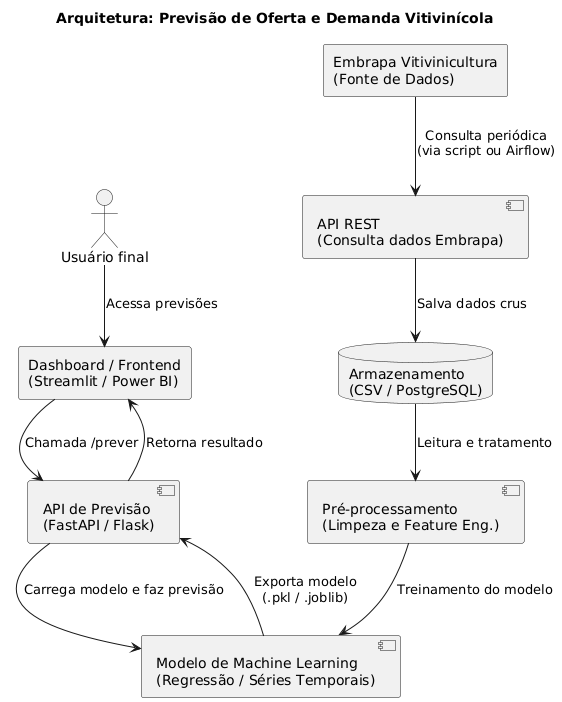 Arquitetura: Previsão de Oferta e Demanda Vitivinícola
Embrapa Vitivinicultura
(Fonte de Dados)
Consulta periódica
(via script ou Airflow)
API REST
(Consulta dados Embrapa)
Usuário final
Acessa previsões
Salva dados crus
Dashboard / Frontend
(Streamlit / Power BI)
Armazenamento
(CSV / PostgreSQL)
Chamada /prever
Retorna resultado
Leitura e tratamento
API de Previsão
(FastAPI / Flask)
Pré-processamento
(Limpeza e Feature Eng.)
Carrega modelo e faz previsão
Exporta modelo
(.pkl / .joblib)
Treinamento do modelo
Modelo de Machine Learning
(Regressão / Séries Temporais)